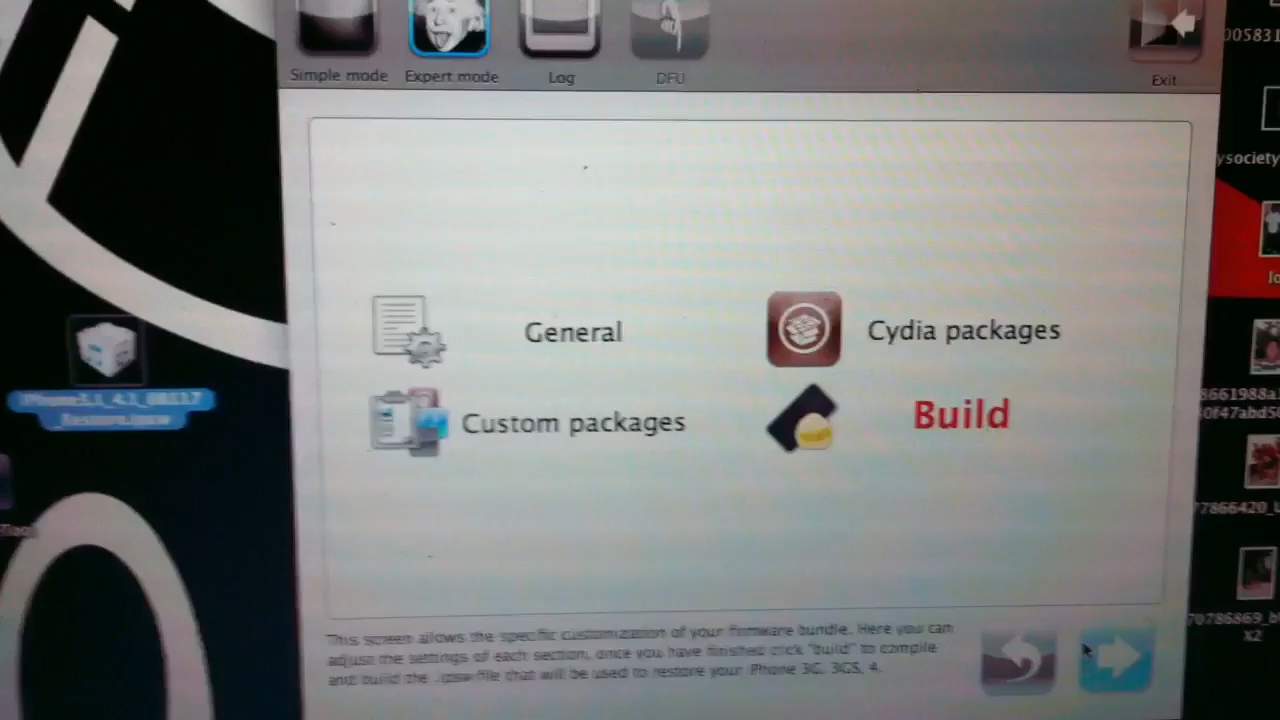 Simple mode
Expert mode
Log
DFU
Exit
General
Cydia packages
Custom packages
Build
This screen allows the specific customization of your firmware bundle. Here you can
adjust the settings of each section, once you have finished click "build" to compile
and build the .ipsw file that will be used to restore your iPhone 3G, 3GS, 4.
ysociety
X2